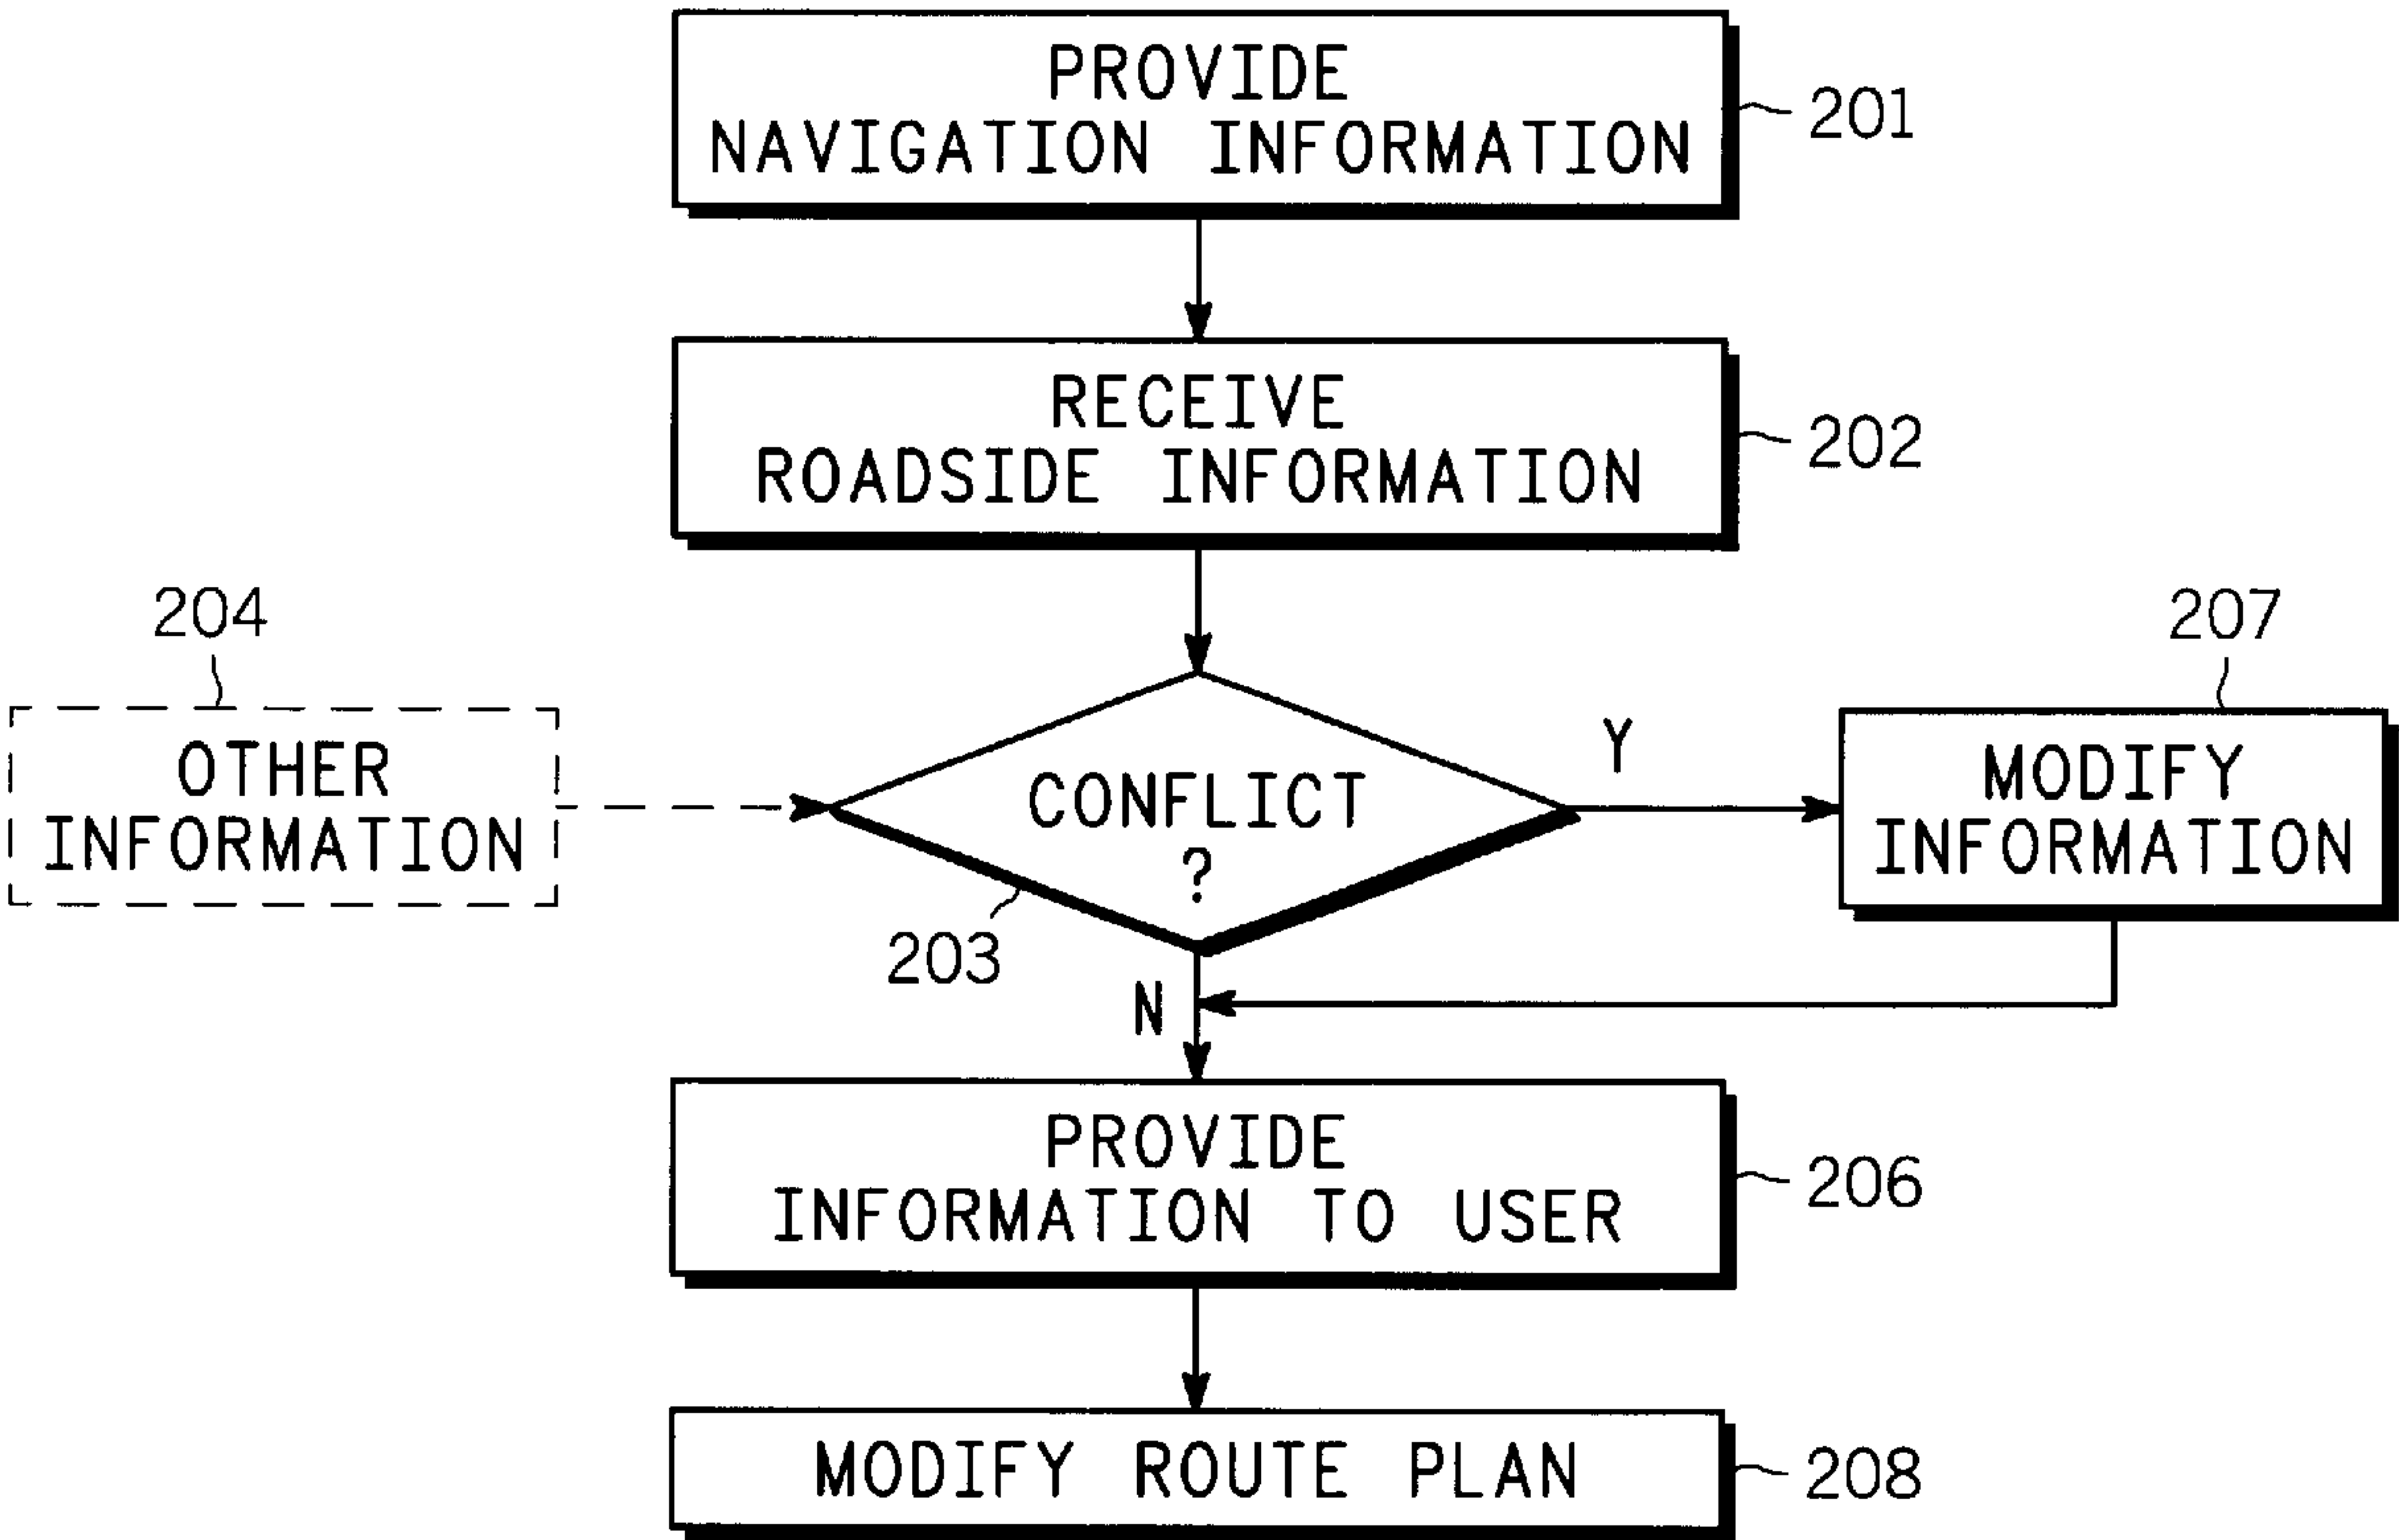 PROVIDE
NAVIGATION INFORMATION
201
RECEIVE
ROADSIDE INFORMATION
202
204
OTHER
INFORMATION
CONFLICT
?
203
Y
207
MODIFY
INFORMATION
N
PROVIDE
INFORMATION TO USER
206
MODIFY ROUTE PLAN
208